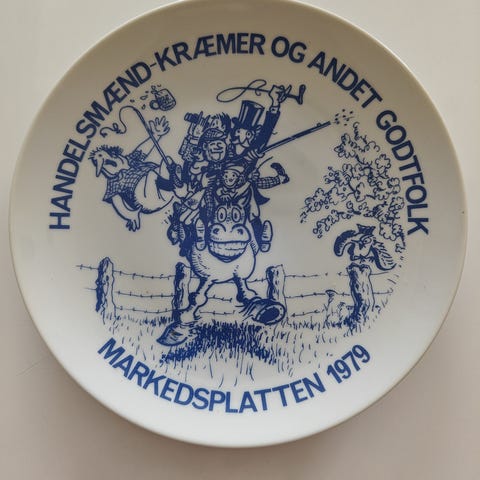 HANDELSMÆND-KRÆMER OG ANDET GODTFOLK
MARKEDSPLATTEN 1979